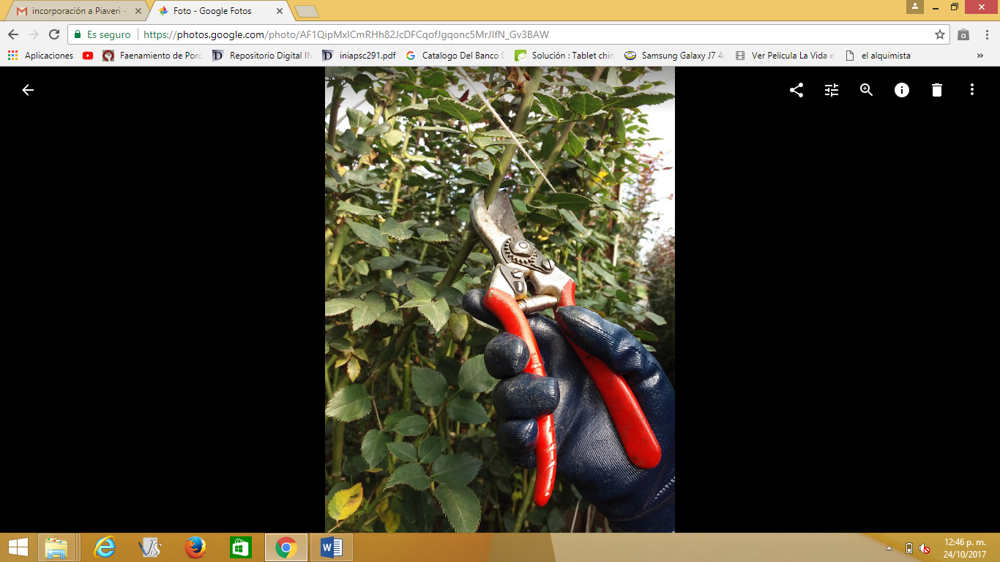 incorporación a Piaveri -
Foto - Google Fotos
Es seguro
https://photos.google.com/photo/AF1QipMxICmRHh82JcDFCqofJgqonc5MrJIfN_Gv3BAW
Aplicaciones
Faenamiento de Porc
Repositorio Digital IN
iniapsc291.pdf
Catalogo Del Banco D
Solución : Tablet chin
Samsung Galaxy J7 4
Ver Pelicula La Vida e
el alquimista
»
12:46 p. m.
24/10/2017